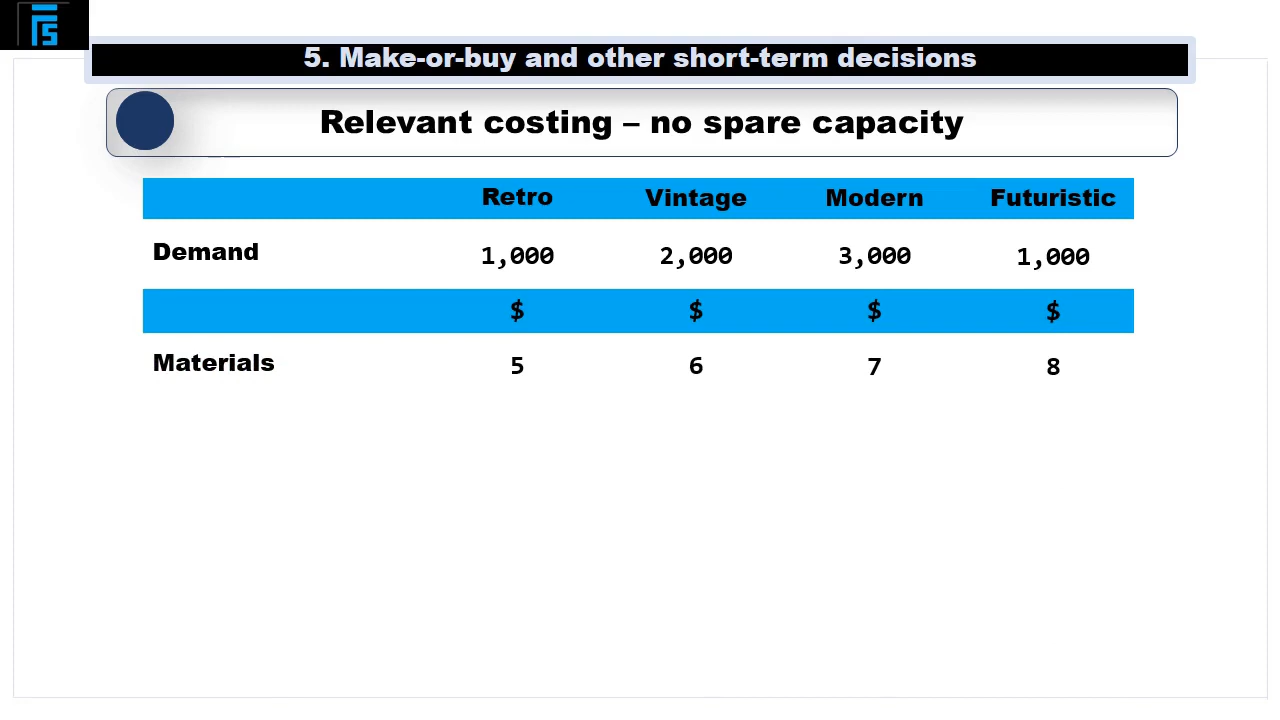 5. Make-or-buy and other short-term decisions
Relevant costing – no spare capacity
Retro Vintage Modern Futuristic
Demand 1,000 2,000 3,000 1,000
$ $ $ $
Materials 5 6 7 8